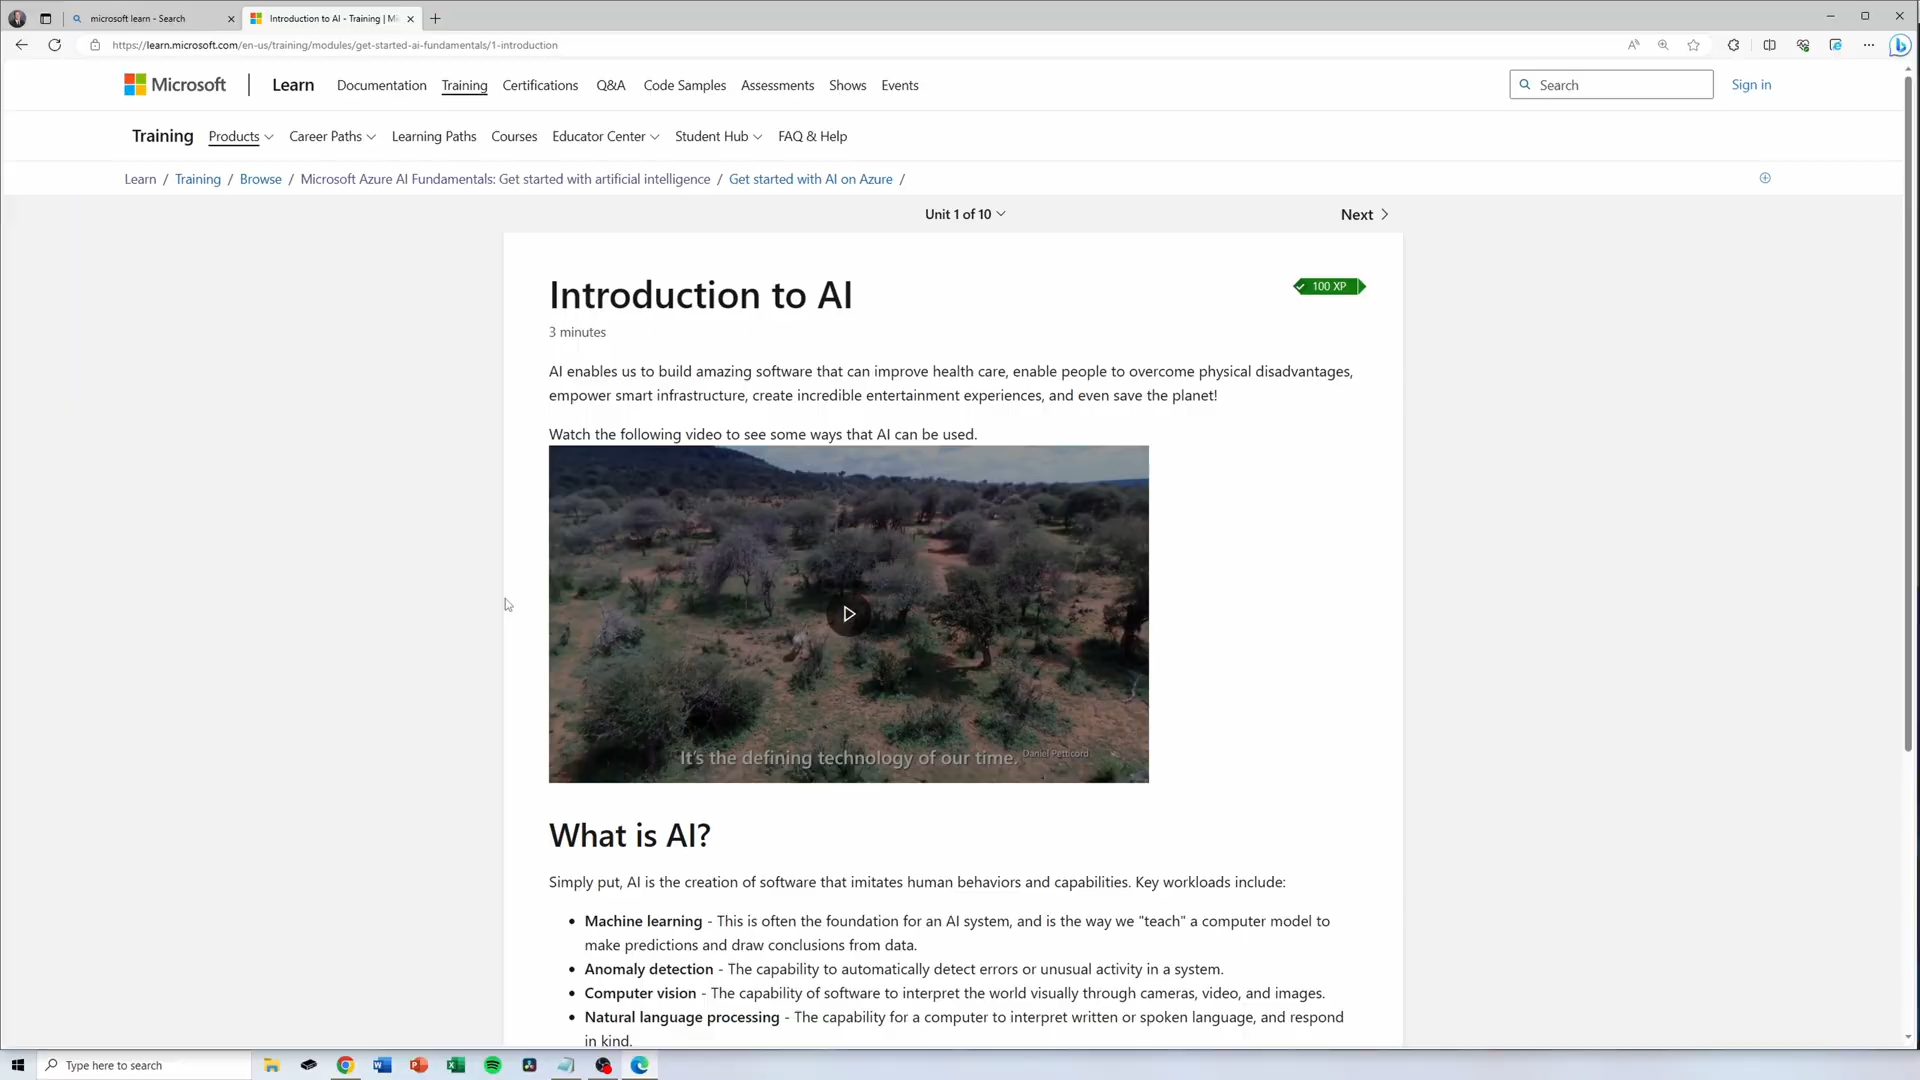 microsoft learn - Search
Introduction to AI - Training | Mi
https://learn.microsoft.com/en-us/training/modules/get-started-ai-fundamentals/1-introduction
Microsoft
Learn
Documentation
Training
Certifications
Q&A
Code Samples
Assessments
Shows
Events
Search
Sign in
Training
Products
Career Paths
Learning Paths
Courses
Educator Center
Student Hub
FAQ & Help
Learn / Training / Browse / Microsoft Azure AI Fundamentals: Get started with artificial intelligence / Get started with AI on Azure /
Unit 1 of 10
Next
Introduction to AI
100 XP
3 minutes
AI enables us to build amazing software that can improve health care, enable people to overcome physical disadvantages,
empower smart infrastructure, create incredible entertainment experiences, and even save the planet!
Watch the following video to see some ways that AI can be used.
It's the defining technology of our time.
Daniel Petticord
What is AI?
Simply put, AI is the creation of software that imitates human behaviors and capabilities. Key workloads include:
• Machine learning - This is often the foundation for an AI system, and is the way we "teach" a computer model to
make predictions and draw conclusions from data.
• Anomaly detection - The capability to automatically detect errors or unusual activity in a system.
• Computer vision - The capability of software to interpret the world visually through cameras, video, and images.
• Natural language processing - The capability for a computer to interpret written or spoken language, and respond
in kind.
Type here to search